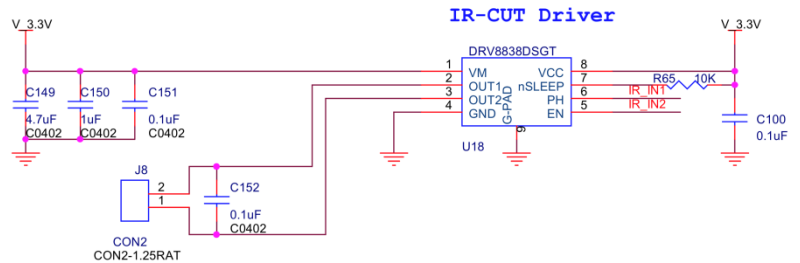 IR-CUT Driver
V_3.3V
V_3.3V
DRV8838DSGT
1 VM VCC 8
2 OUT1 nSLEEP 7
3 OUT2 PH 6
4 GND EN 5
G-PAD
9
U18
R65 10K
IR_IN1
IR_IN2
C149
4.7uF
C0402
C150
1uF
C0402
C151
0.1uF
C0402
C100
0.1uF
J8
2
1
C152
0.1uF
C0402
CON2
CON2-1.25RAT